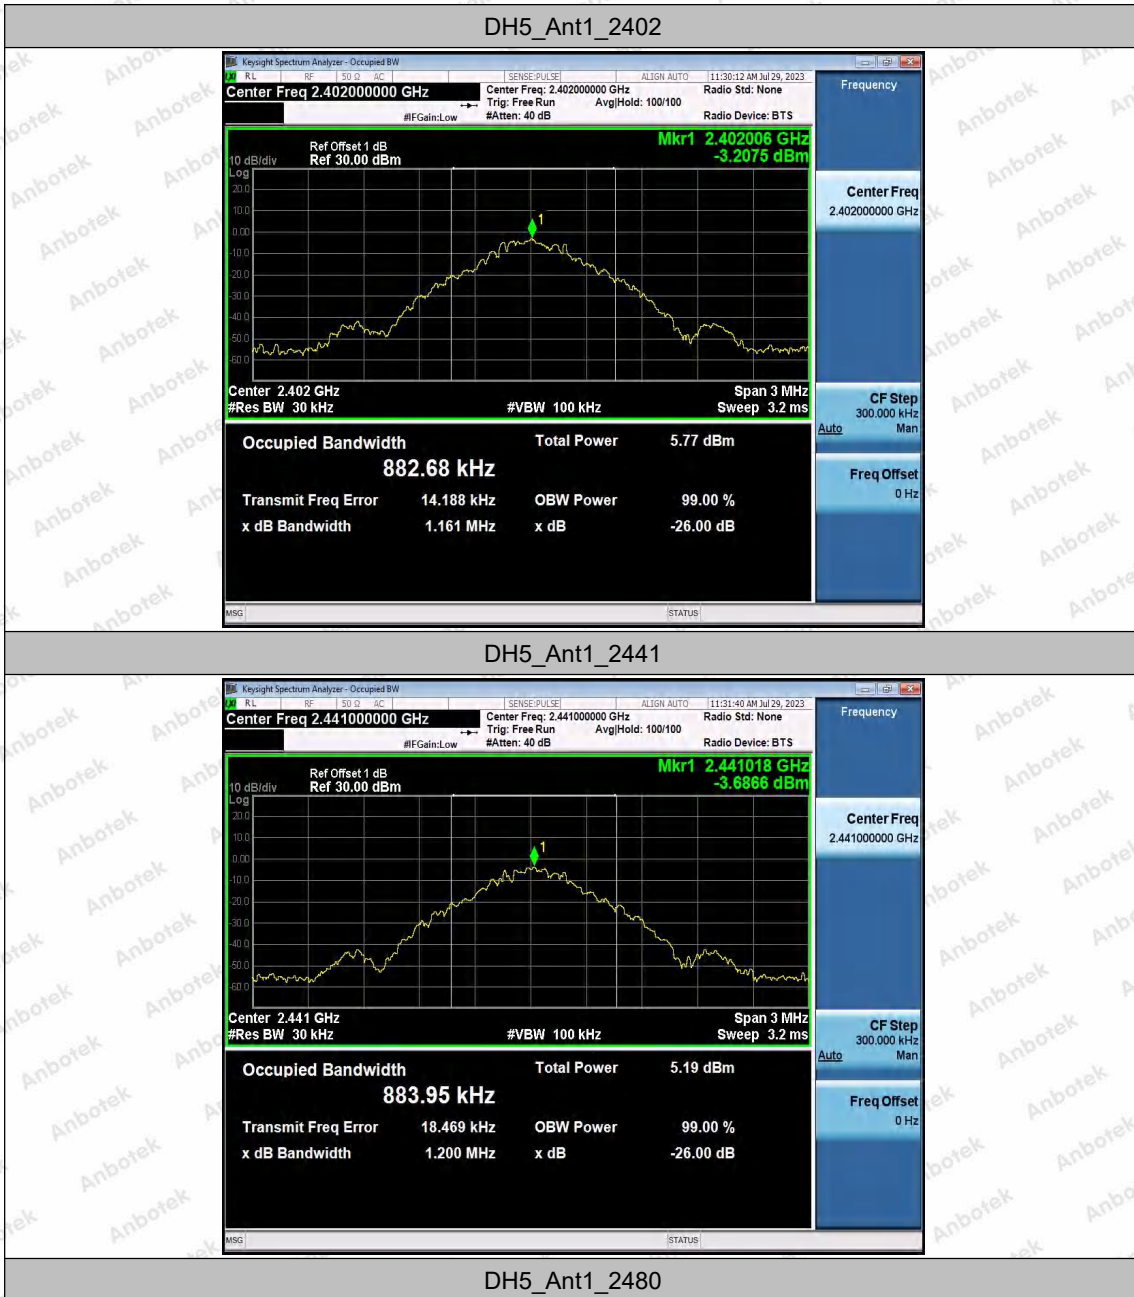 DH5_Ant1_2402
Keysight Spectrum Analyzer - Occupied BW
LXI RL RF 50 Ω AC SENSE:PULSE ALIGN AUTO 11:30:12 AM Jul 29, 2023
Center Freq 2.402000000 GHz Center Freq: 2.402000000 GHz Radio Std: None Frequency
Trig: Free Run Avg|Hold: 100/100
#IFGain:Low #Atten: 40 dB Radio Device: BTS
Mkr1 2.402006 GHz
-3.2075 dBm
Ref Offset 1 dB
10 dB/div Ref 30.00 dBm
Log
20.0
10.0
0.00
-10.0
-20.0
-30.0
-40.0
-50.0
-60.0
1
Center Freq
2.402000000 GHz
Center 2.402 GHz Span 3 MHz
#Res BW 30 kHz #VBW 100 kHz Sweep 3.2 ms
CF Step
300.000 kHz
Auto Man
Occupied Bandwidth Total Power 5.77 dBm
882.68 kHz
Transmit Freq Error 14.188 kHz OBW Power 99.00 %
x dB Bandwidth 1.161 MHz x dB -26.00 dB
Freq Offset
0 Hz
MSG STATUS
DH5_Ant1_2441
Keysight Spectrum Analyzer - Occupied BW
LXI RL RF 50 Ω AC SENSE:PULSE ALIGN AUTO 11:31:40 AM Jul 29, 2023
Center Freq 2.441000000 GHz Center Freq: 2.441000000 GHz Radio Std: None Frequency
Trig: Free Run Avg|Hold: 100/100
#IFGain:Low #Atten: 40 dB Radio Device: BTS
Mkr1 2.441018 GHz
-3.6866 dBm
Ref Offset 1 dB
10 dB/div Ref 30.00 dBm
Log
20.0
10.0
0.00
-10.0
-20.0
-30.0
-40.0
-50.0
-60.0
1
Center Freq
2.441000000 GHz
Center 2.441 GHz Span 3 MHz
#Res BW 30 kHz #VBW 100 kHz Sweep 3.2 ms
CF Step
300.000 kHz
Auto Man
Occupied Bandwidth Total Power 5.19 dBm
883.95 kHz
Transmit Freq Error 18.469 kHz OBW Power 99.00 %
x dB Bandwidth 1.200 MHz x dB -26.00 dB
Freq Offset
0 Hz
MSG STATUS
DH5_Ant1_2480